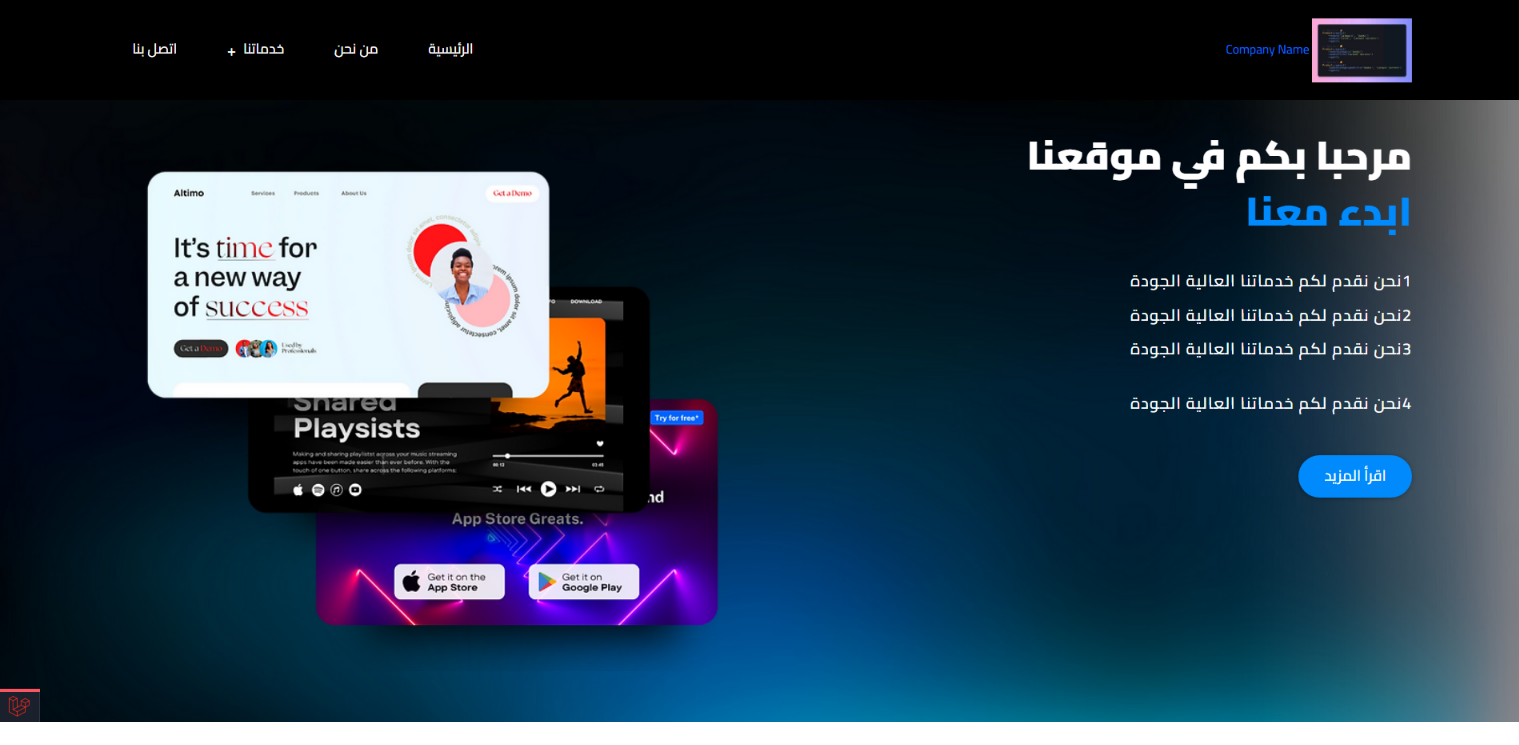 Company Name
الرئيسية
من نحن
خدماتنا +
اتصل بنا
مرحبا بكم في موقعنا
ابدء معنا
1نحن نقدم لكم خدماتنا العالية الجودة
2نحن نقدم لكم خدماتنا العالية الجودة
3نحن نقدم لكم خدماتنا العالية الجودة
4نحن نقدم لكم خدماتنا العالية الجودة
اقرأ المزيد
Altimo
Services
Products
About Us
Get a Demo
It's time for
a new way
of success
Get a Demo
Used by
Professionals
DOWNLOAD
Shared
Playsists
Making and sharing playlist across your music streaming
apps have been made easier than ever before. With the
touch of one button, share across the following platforms:
00:12
03:45
Try for free*
nd
App Store Greats.
Get it on the
App Store
Get it on
Google Play